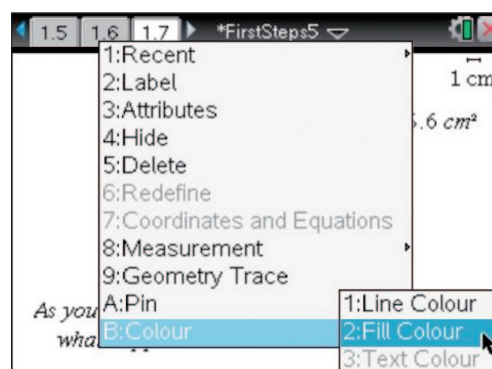 1.5 1.6 1.7 *FirstSteps5
1:Recent
2:Label
1 cm
3:Attributes
.6 cm²
4:Hide
5:Delete
6:Redefine
7:Coordinates and Equations
8:Measurement
9:Geometry Trace
As you
A:Pin
1:Line Colour
B:Colour
2:Fill Colour
3:Text Colour